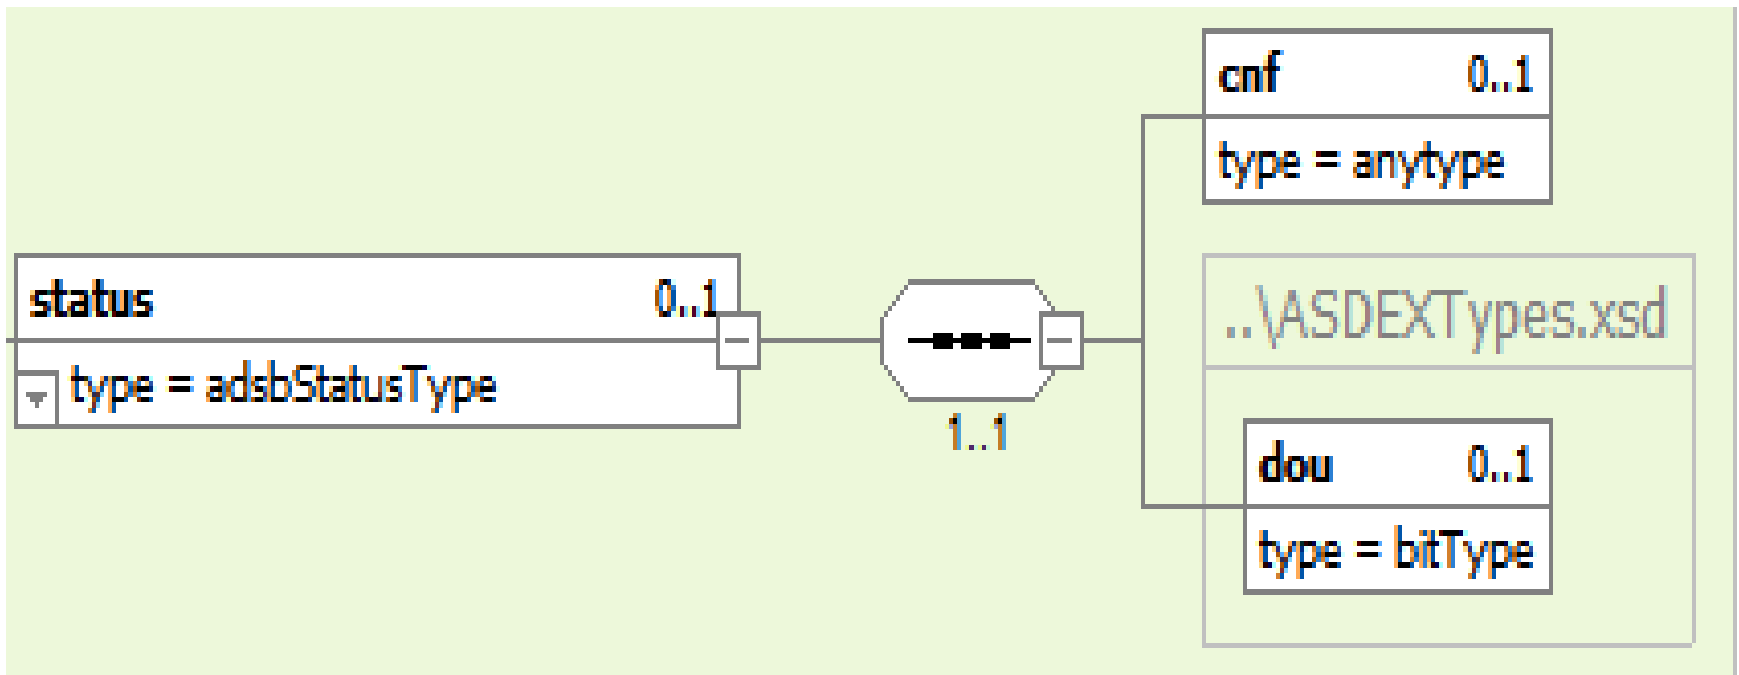 cnf 0..1
type = anytype
status 0..1
type = adsbStatusType
1..1
..\ASDEXTypes.xsd
dou 0..1
type = bitType